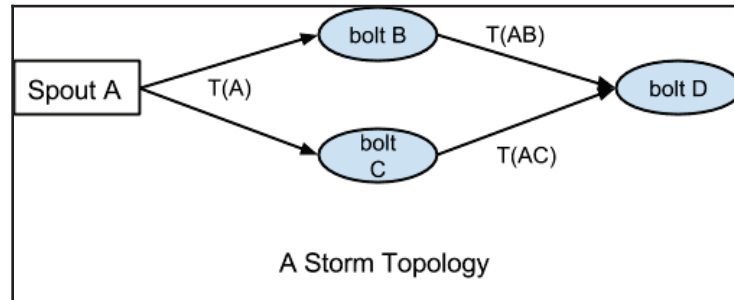 bolt B
T(AB)
Spout A
T(A)
bolt D
bolt
C
T(AC)
A Storm Topology